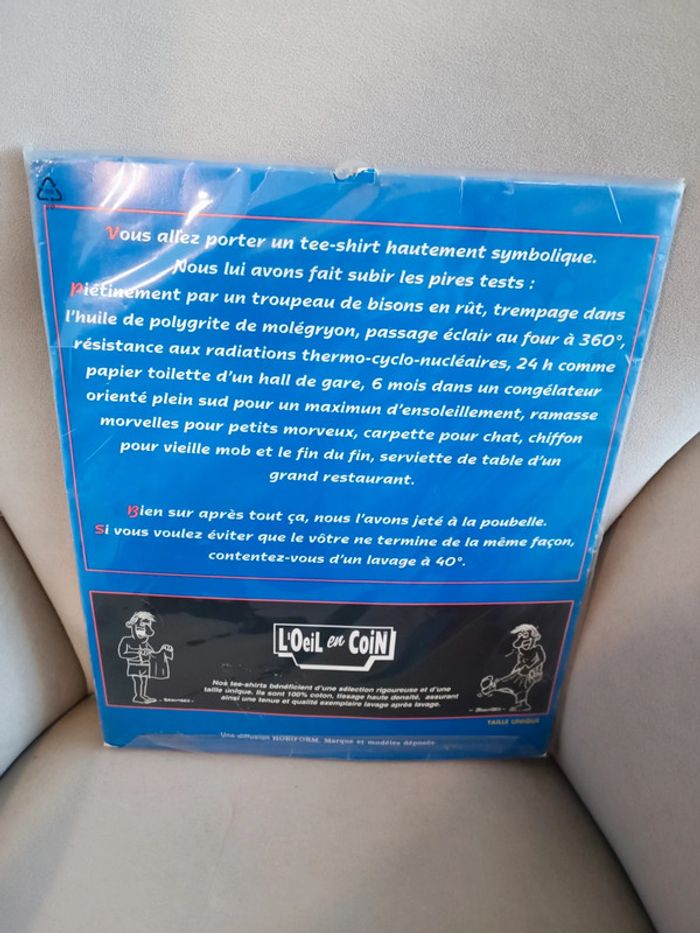 Vous allez porter un tee-shirt hautement symbolique.
Nous lui avons fait subir les pires tests :
Piétinement par un troupeau de bisons en rût, trempage dans
l'huile de polygrite de molégryon, passage éclair au four à 360°,
résistance aux radiations thermo-cyclo-nucléaires, 24 h comme
papier toilette d'un hall de gare, 6 mois dans un congélateur
orienté plein sud pour un maximun d'ensoleillement, ramasse
morvelles pour petits morveux, carpette pour chat, chiffon
pour vieille mob et le fin du fin, serviette de table d'un
grand restaurant.
Bien sur après tout ça, nous l'avons jeté à la poubelle.
Si vous voulez éviter que le vôtre ne termine de la même façon,
contentez-vous d'un lavage à 40°.
L'OeiL en CoiN
Nos tee-shirts bénéficient d'une sélection rigoureuse et d'une
taille unique. Ils sont 100% coton, tissage haute densité, assurant
ainsi une tenue et qualité exemplaire lavage après lavage.
TAILLE UNIQUE
Une diffusion HORIFORM. Marque et modèles déposés